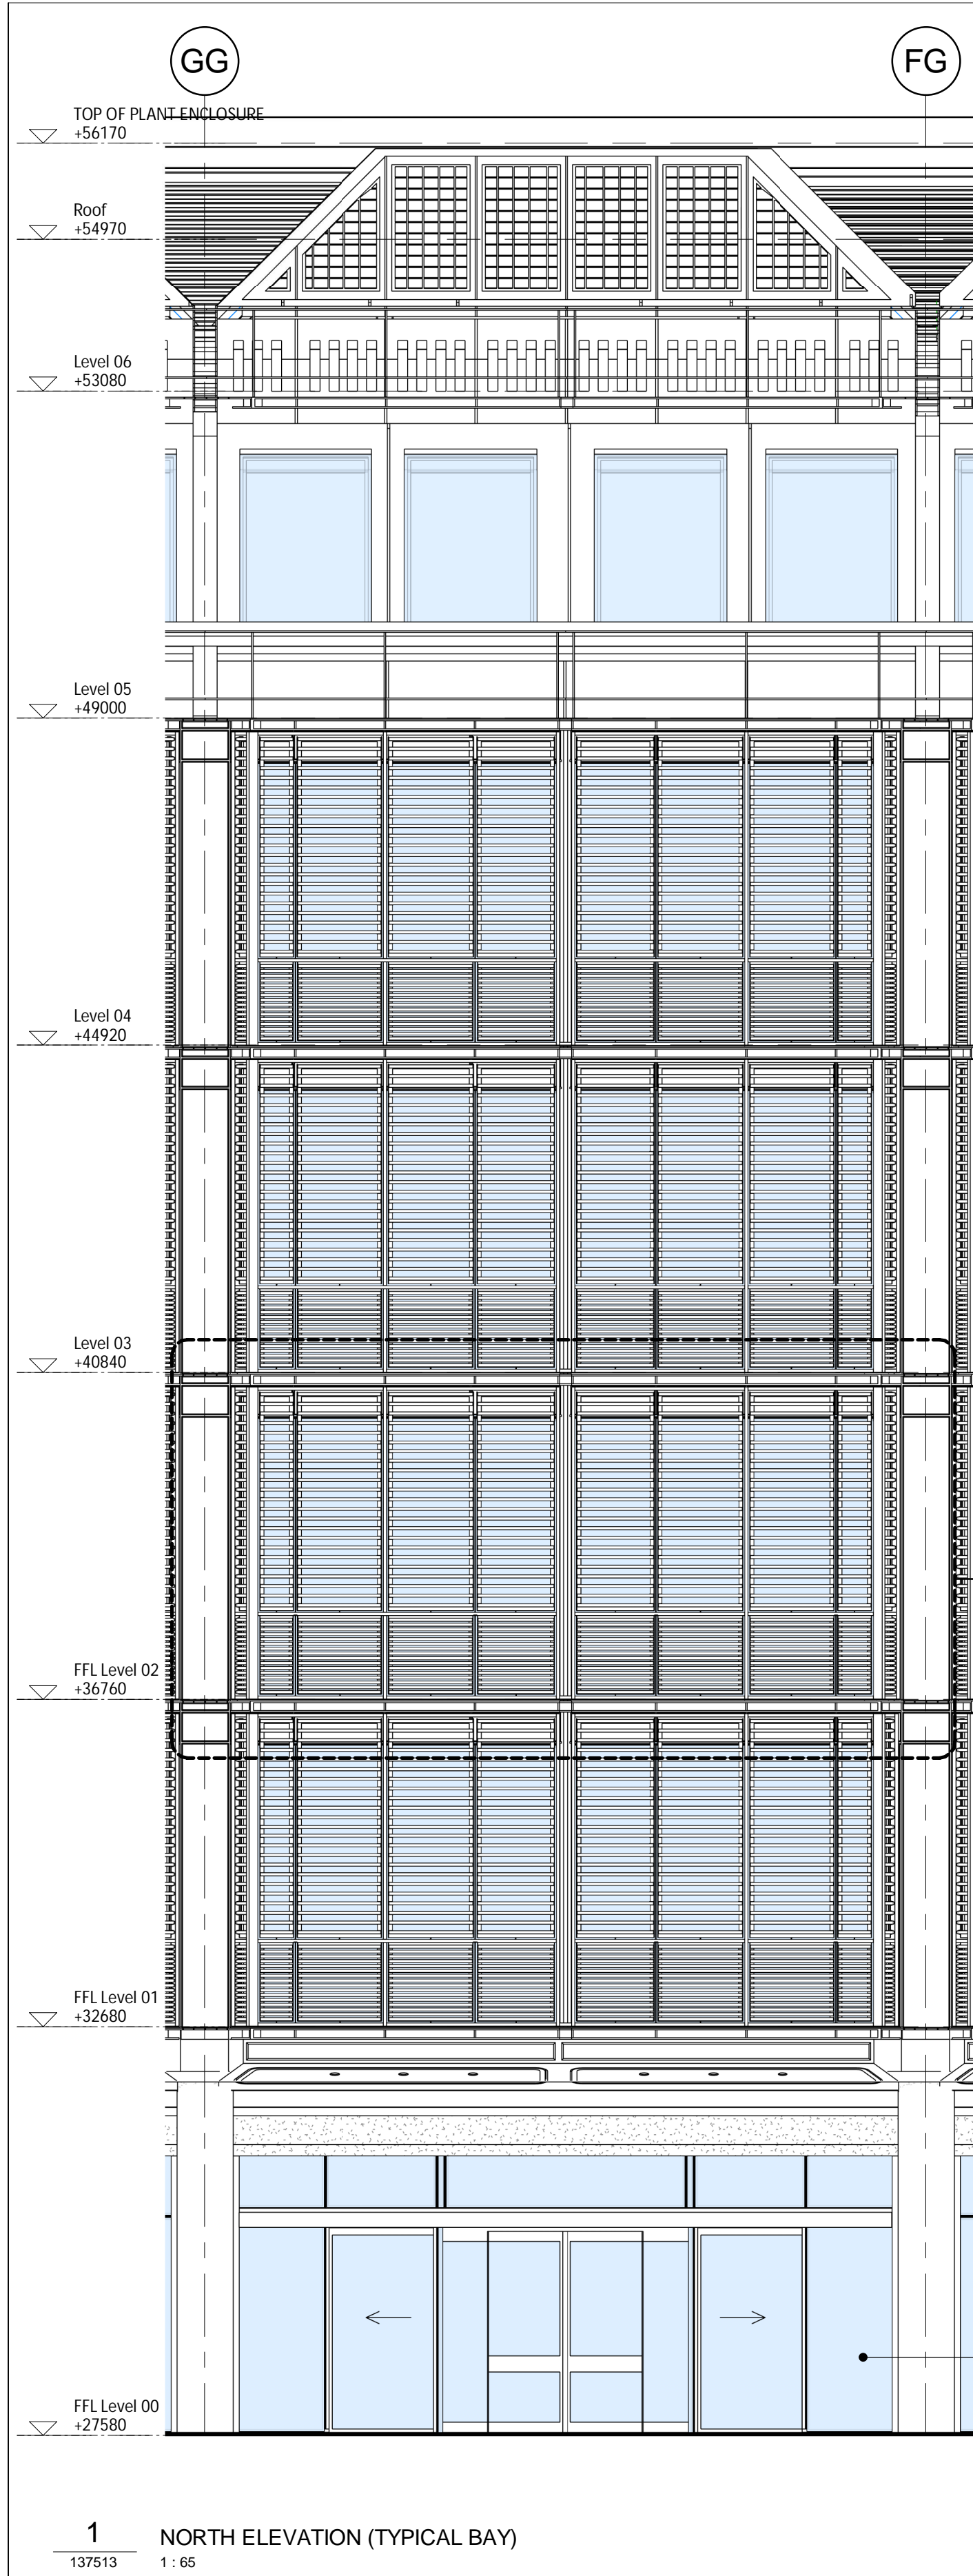 GG
FG
TOP OF PLANT ENCLOSURE
+56170
Roof
+54970
Level 06
+53080
Level 05
+49000
Level 04
+44920
Level 03
+40840
FFL Level 02
+36760
FFL Level 01
+32680
FFL Level 00
+27580
1
NORTH ELEVATION (TYPICAL BAY)
137513
1 : 65